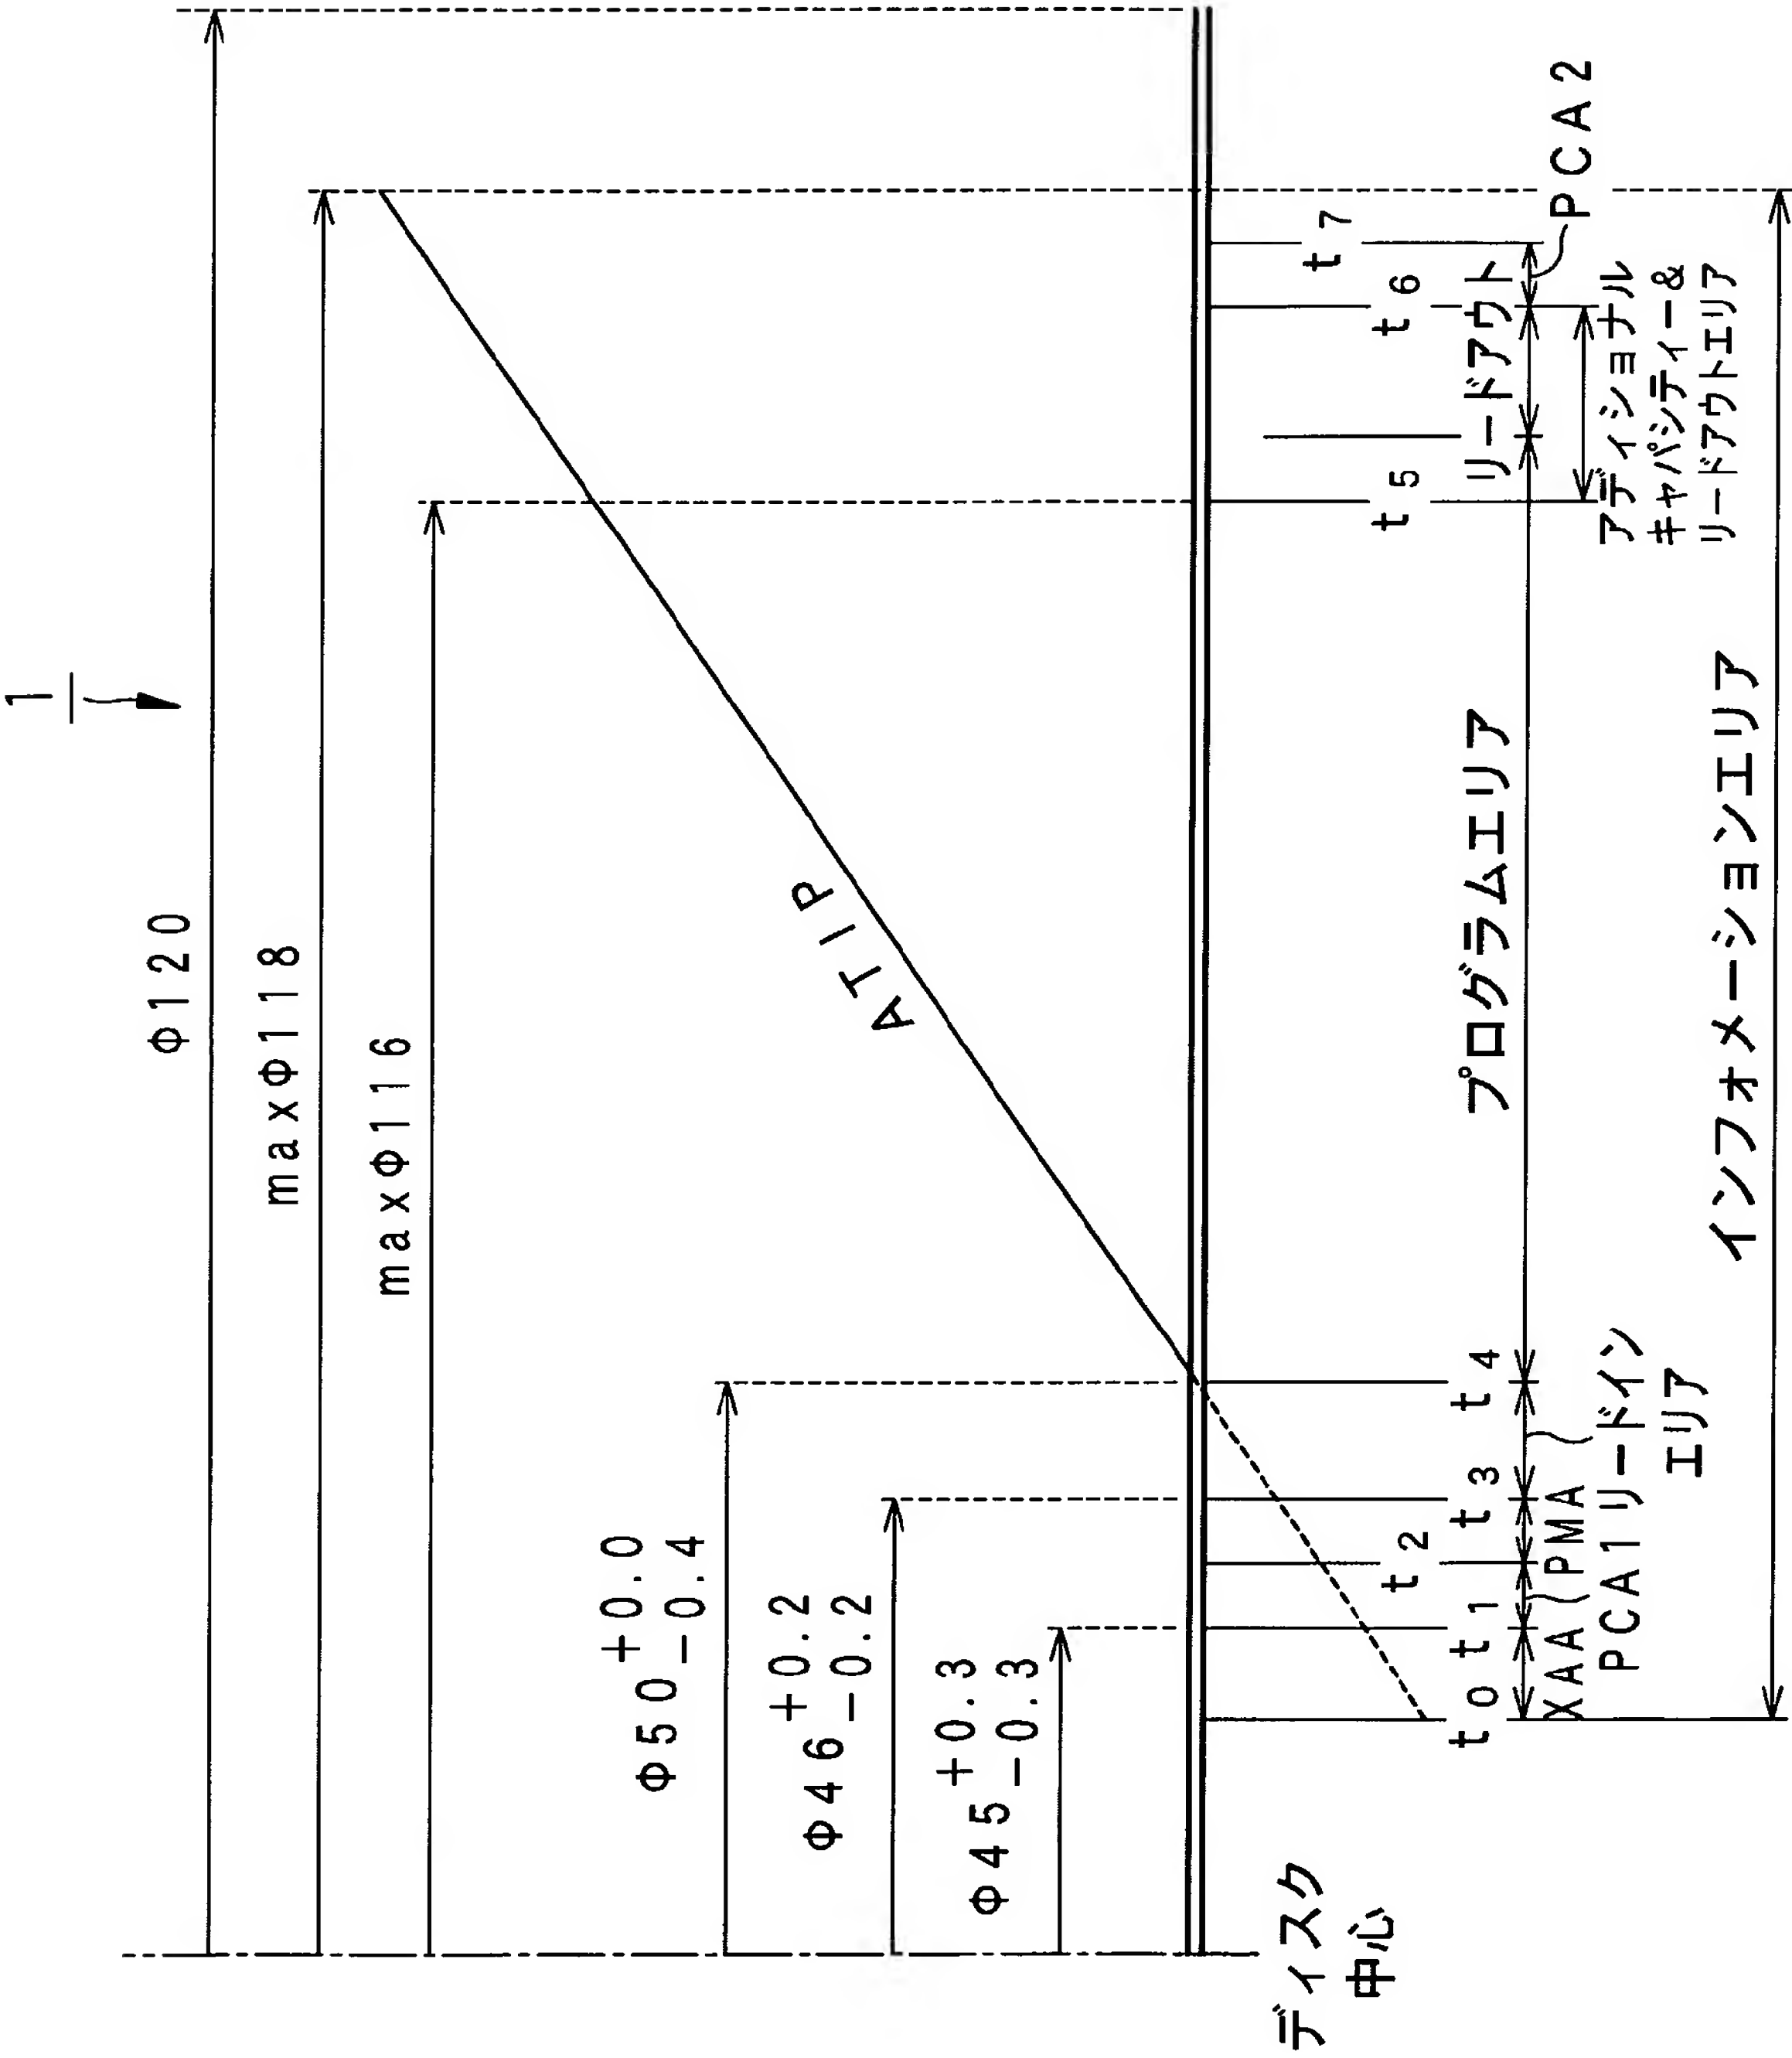 1
Φ120
maxΦ118
maxΦ116
ATIP
Φ50 +0.0 −0.4
Φ46 +0.2 −0.2
Φ45 +0.3 −0.3
ディスク
中心
t0 t1 t2 t3 t4 t5 t6 t7
XAA PMA
PCA1 リードイン
エリア
プログラムエリア
リードアウト
PCA2
アディショナル
キャパシティー&
リードアウトエリア
インフォメーションエリア